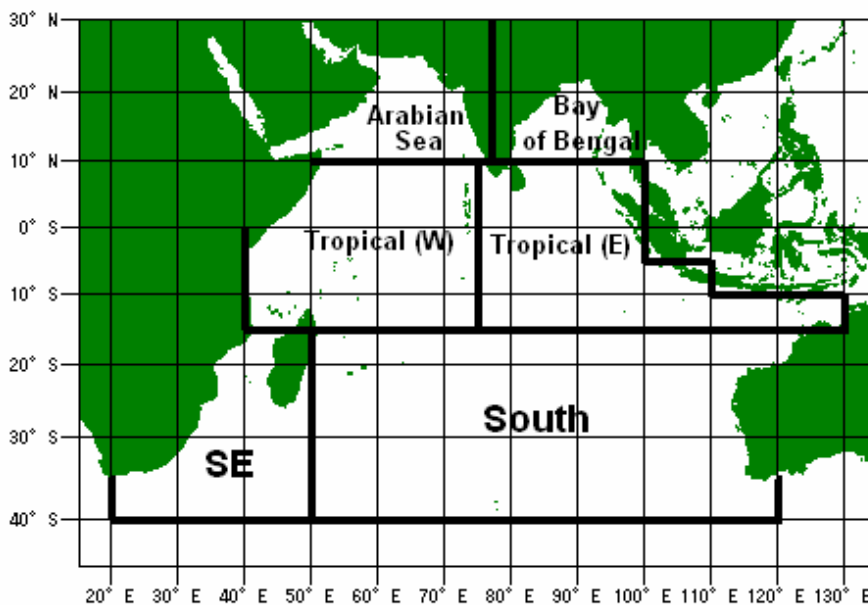 30° N
20° N
10° N
0° S
10° S
20° S
30° S
40° S
Arabian
Sea
Bay
of Bengal
Tropical (W)
Tropical (E)
South
SE
20° E 30° E 40° E 50° E 60° E 70° E 80° E 90° E 100° E 110° E 120° E 130° E